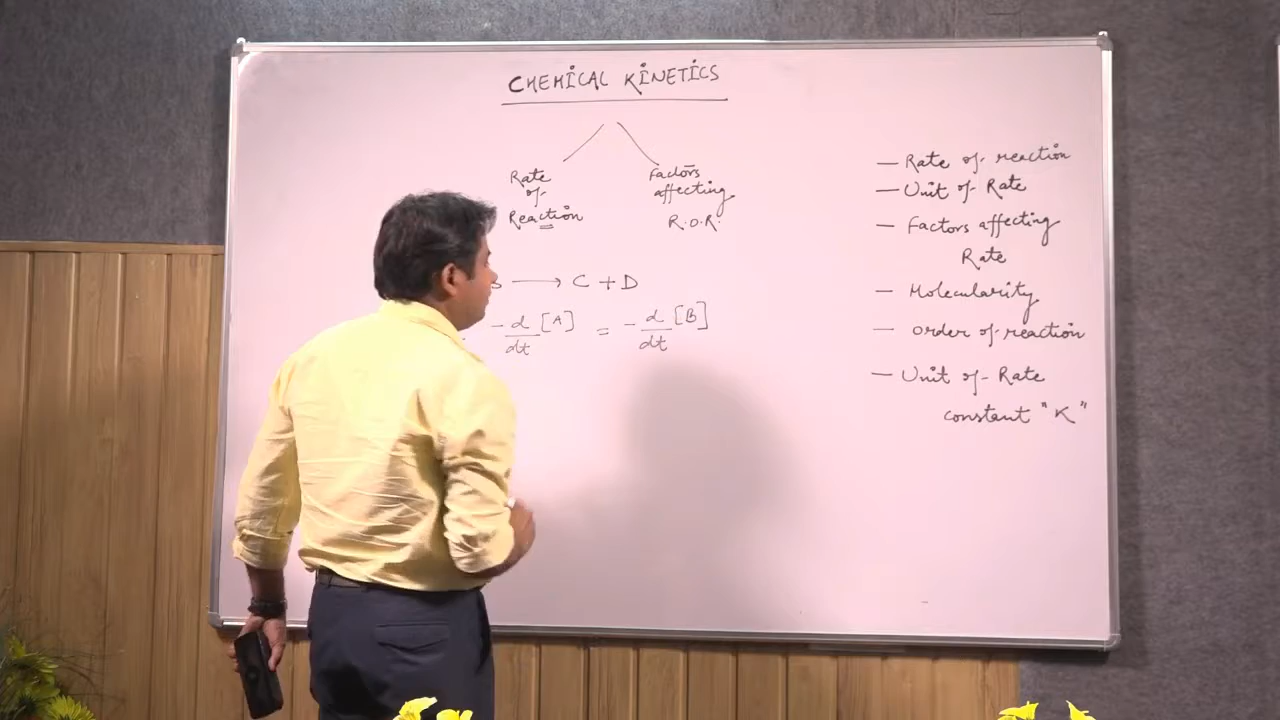 CHEMICAL KINETICS
Rate
of
Reaction
Factors
affecting
R.O.R.
B ⟶ C + D
- d/dt [A] = - d/dt [B]
— Rate of reaction
— Unit of Rate
— Factors affecting
Rate
— Molecularity
— Order of reaction
— Unit of Rate
constant "K"